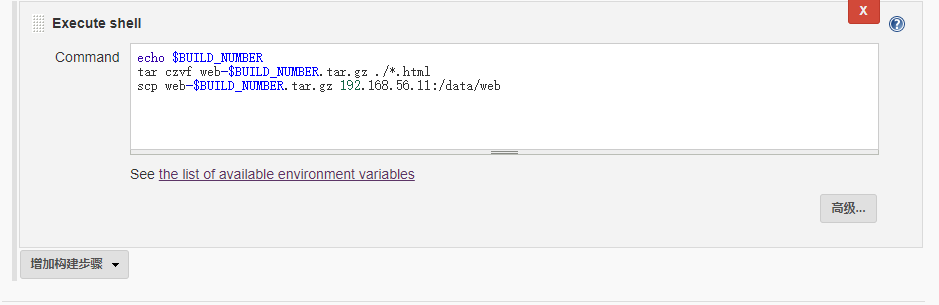 X
Execute shell
Command
echo $BUILD_NUMBER
tar czvf web-$BUILD_NUMBER.tar.gz ./*.html
scp web-$BUILD_NUMBER.tar.gz 192.168.56.11:/data/web
See the list of available environment variables
高级...
增加构建步骤